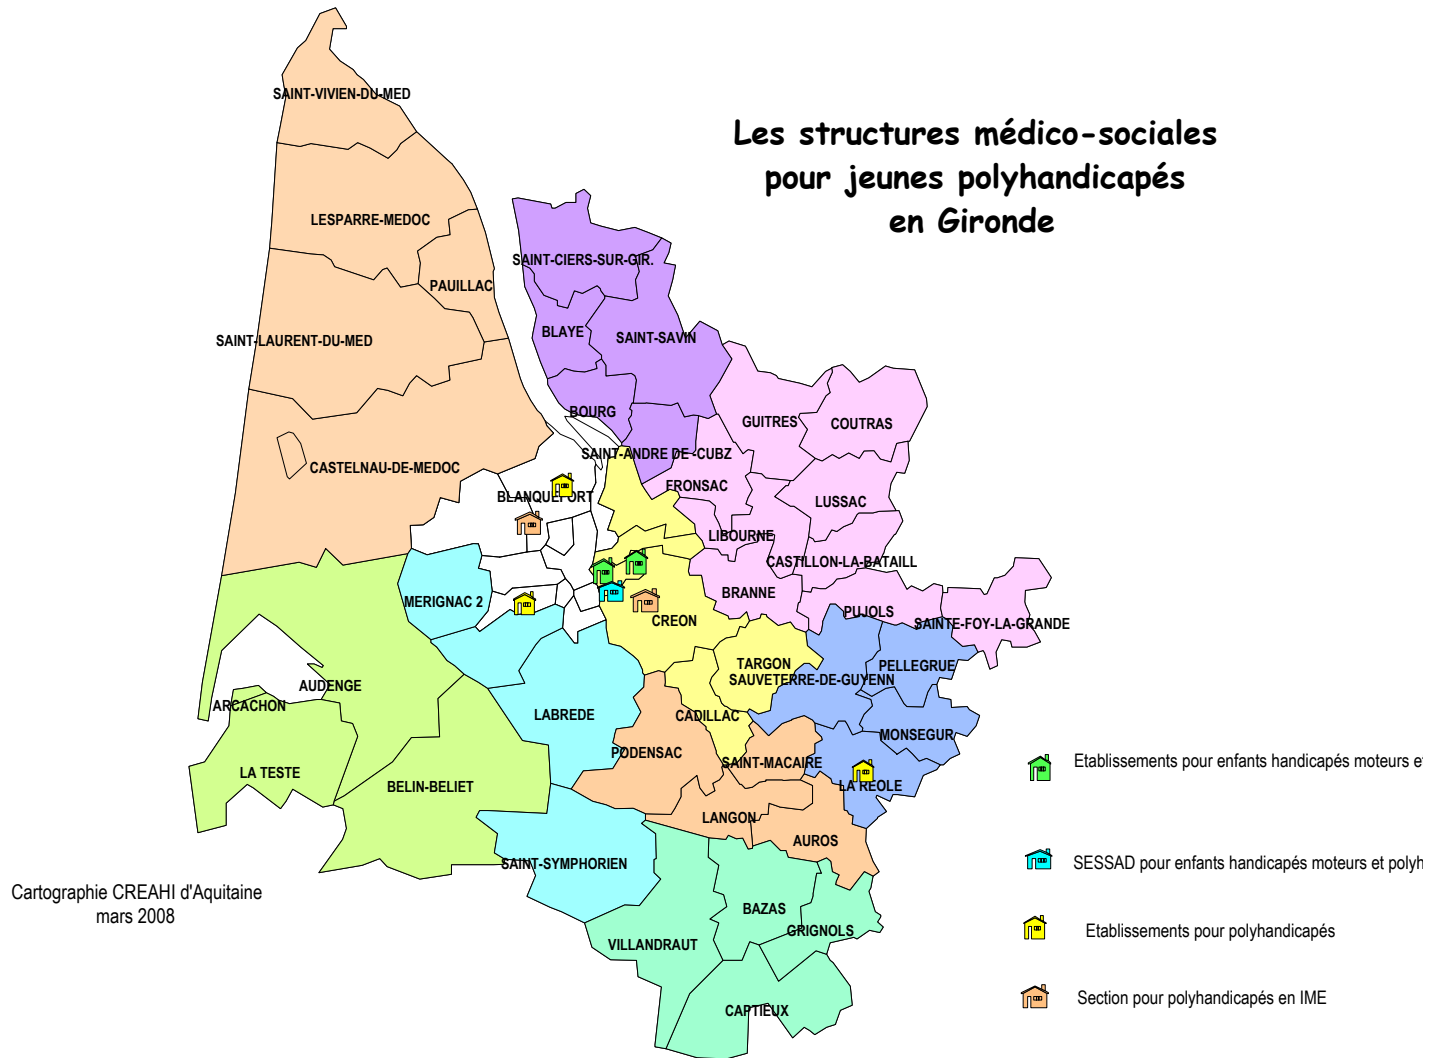 SAINT-VIVIEN-DU-MED
Les structures médico-sociales
pour jeunes polyhandicapés
en Gironde
LESPARRE-MEDOC
SAINT-CIERS-SUR-GIR.
PAUILLAC
BLAYE
SAINT-SAVIN
SAINT-LAURENT-DU-MED
BOURG
GUITRES
COUTRAS
SAINT-ANDRE DE -CUBZ
CASTELNAU-DE-MEDOC
FRONSAC
BLANQUEFORT
LUSSAC
LIBOURNE
CASTILLON-LA-BATAILL
BRANNE
MERIGNAC 2
PUJOLS
CREON
SAINTE-FOY-LA-GRANDE
TARGON
PELLEGRUE
SAUVETERRE-DE-GUYENN
AUDENGE
ARCACHON
LABREDE
CADILLAC
MONSEGUR
PODENSAC
SAINT-MACAIRE
LA TESTE
BELIN-BELIET
LA REOLE
LANGON
AUROS
SAINT-SYMPHORIEN
BAZAS
GRIGNOLS
VILLANDRAUT
CAPTIEUX
Etablissements pour enfants handicapés moteurs et
SESSAD pour enfants handicapés moteurs et polyh
Etablissements pour polyhandicapés
Section pour polyhandicapés en IME
Cartographie CREAHI d'Aquitaine
mars 2008